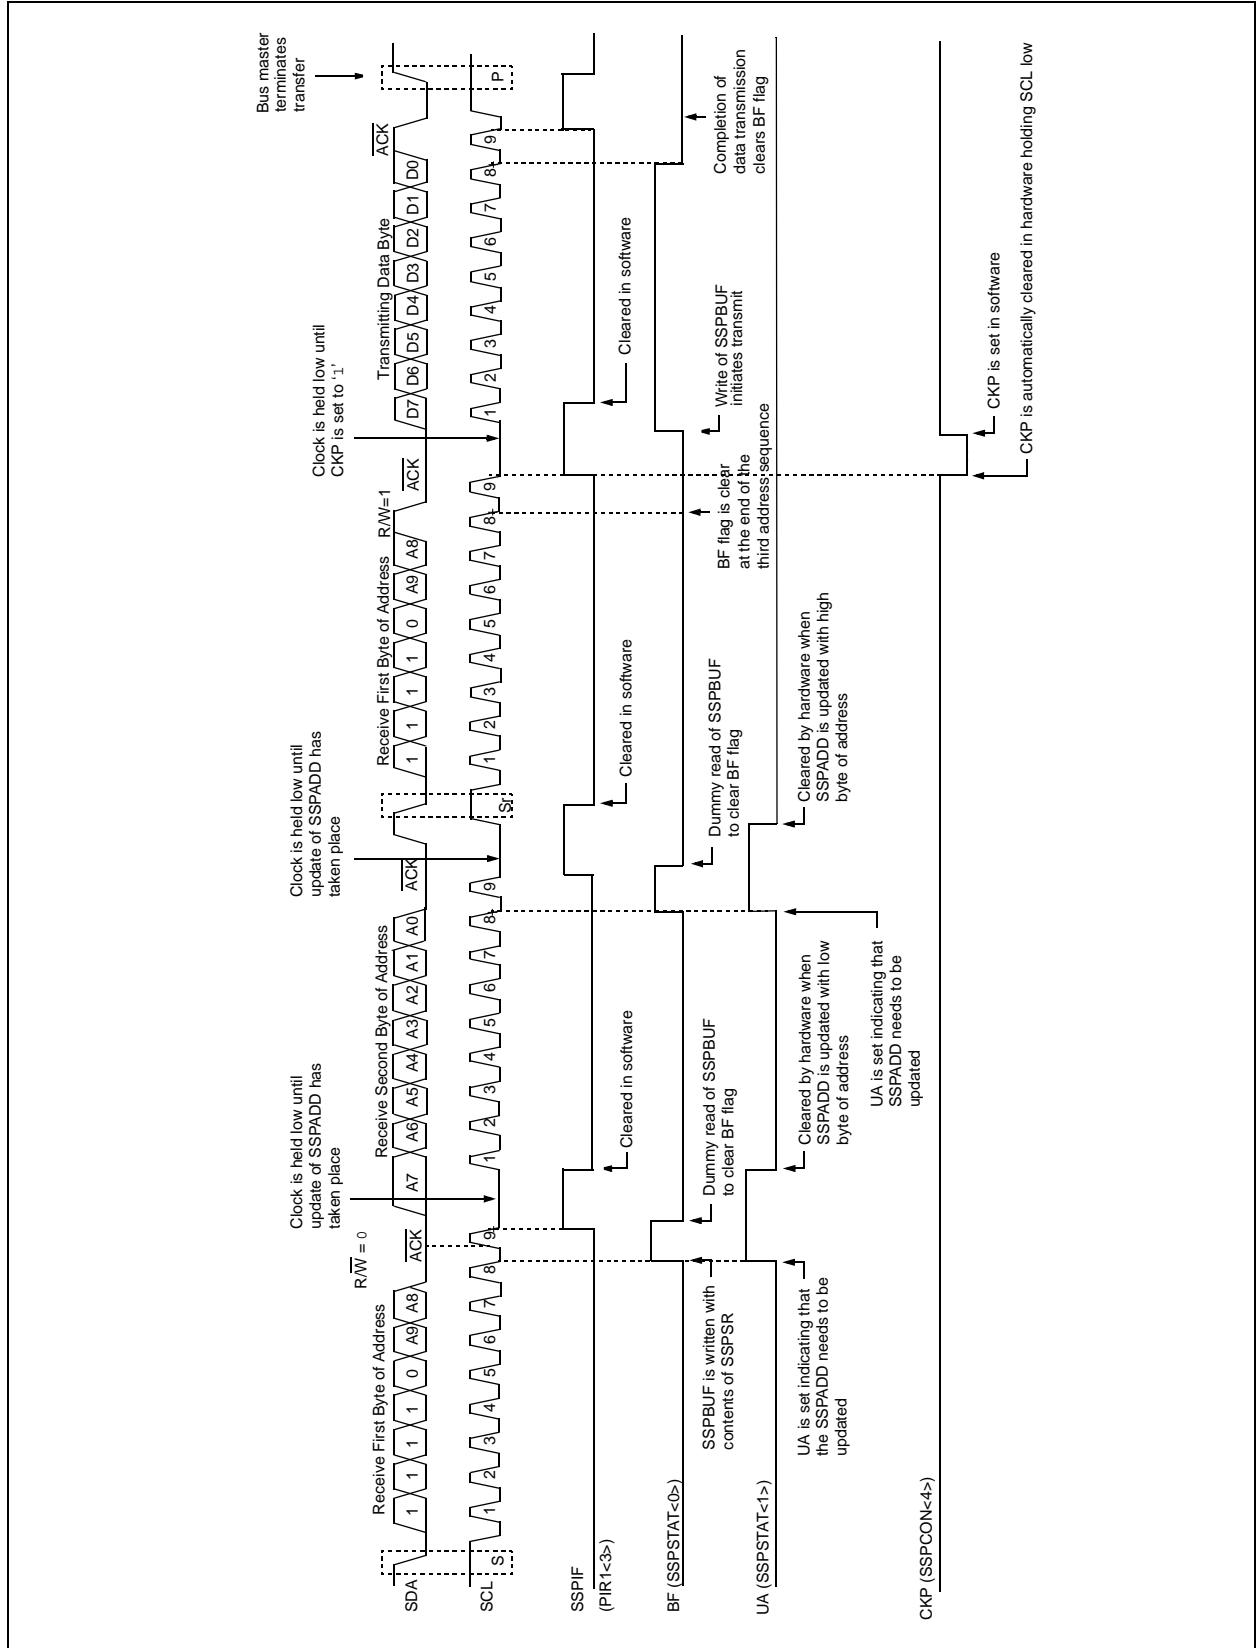 Bus master
terminates
transfer
Clock is held low until
CKP is set to ‘1’
Clock is held low until
update of SSPADD has
taken place
Clock is held low until
update of SSPADD has
taken place
R/W = 0
Receive First Byte of Address
ACK
Receive Second Byte of Address
ACK
Receive First Byte of Address
R/W=1
ACK
Transmitting Data Byte
ACK
SDA
1 1 1 1 0 A9 A8
A7 A6 A5 A4 A3 A2 A1 A0
1 1 1 1 0 A9 A8
D7 D6 D5 D4 D3 D2 D1 D0
SCL
S
1 2 3 4 5 6 7 8 9
1 2 3 4 5 6 7 8 9
Sr
1 2 3 4 5 6 7 8 9
1 2 3 4 5 6 7 8 9
P
SSPIF
(PIR1<3>)
Cleared in software
Cleared in software
Cleared in software
BF (SSPSTAT<0>)
SSPBUF is written with
contents of SSPSR
Dummy read of SSPBUF
to clear BF flag
Dummy read of SSPBUF
to clear BF flag
BF flag is clear
at the end of the
third address sequence
Write of SSPBUF
initiates transmit
Completion of
data transmission
clears BF flag
UA (SSPSTAT<1>)
UA is set indicating that
the SSPADD needs to be
updated
Cleared by hardware when
SSPADD is updated with low
byte of address
UA is set indicating that
SSPADD needs to be
updated
Cleared by hardware when
SSPADD is updated with high
byte of address
CKP (SSPCON<4>)
CKP is set in software
CKP is automatically cleared in hardware holding SCL low